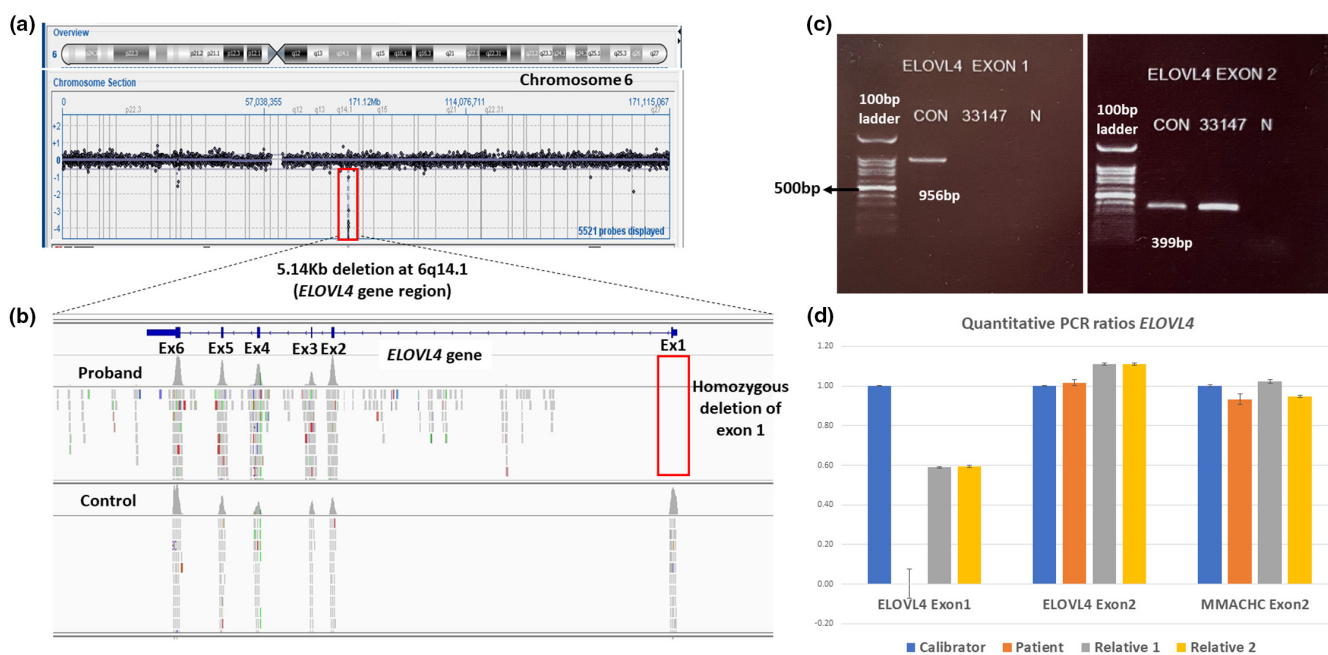 (a)
Overview
6
p22.3
p21.2 p21.1 p12.3 p12.1 q12 q13 q14.1 q15 q16.1 q16.3 q21 q22.31 q23.3 q25.1 q25.3 q27
Chromosome Section
Chromosome 6
0 57,038,355 171.12Mb 114,076,711 171,115,067
p22.3 q12 q13 q14.1 q15 q21 q22.31 q27
+2
+1
0
-1
-2
-3
-4
5521 probes displayed
5.14Kb deletion at 6q14.1
(ELOVL4 gene region)
(b)
Ex6 Ex5 Ex4 Ex3 Ex2 ELOVL4 gene Ex1
Proband
Homozygous
deletion of
exon 1
Control
(c)
ELOVL4 EXON 1
100bp
ladder
CON 33147 N
500bp
956bp
ELOVL4 EXON 2
100bp
ladder
CON 33147 N
399bp
(d)
Quantitative PCR ratios ELOVL4
1.20
1.00
0.80
0.60
0.40
0.20
0.00
-0.20
ELOVL4 Exon1 ELOVL4 Exon2 MMACHC Exon2
Calibrator Patient Relative 1 Relative 2